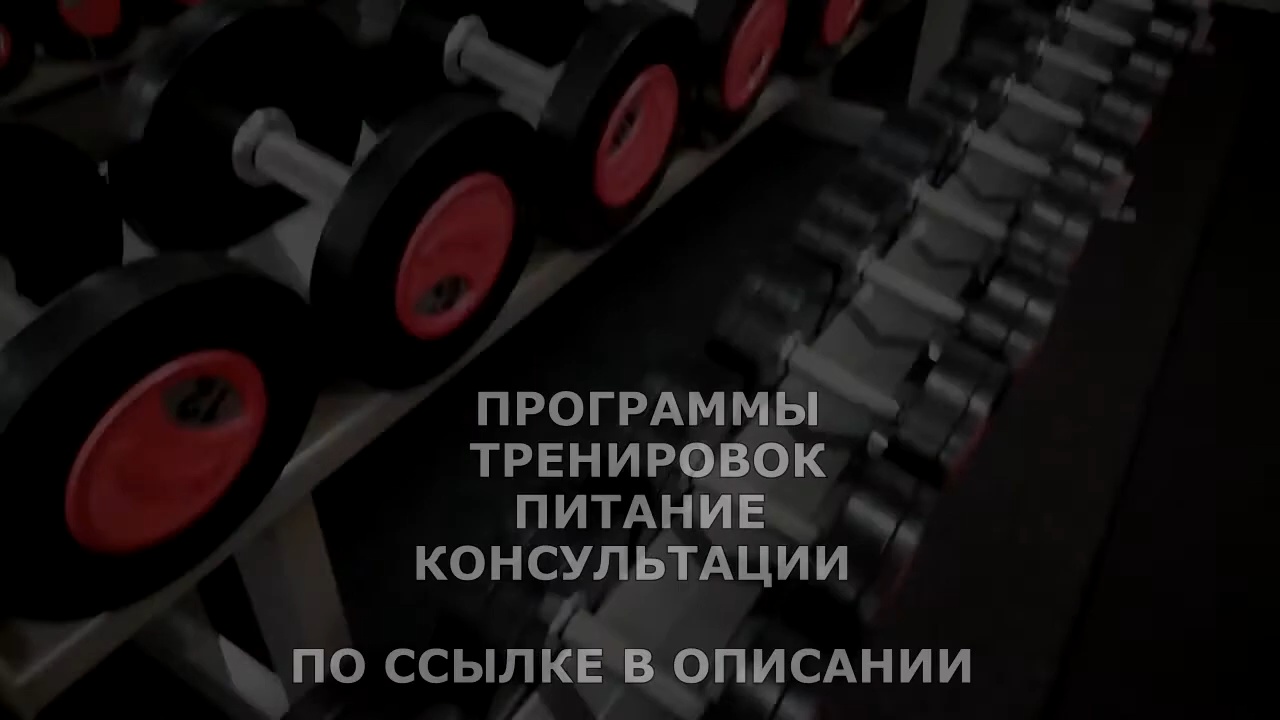 ПРОГРАММЫ
ТРЕНИРОВОК
ПИТАНИЕ
КОНСУЛЬТАЦИИ
ПО ССЫЛКЕ В ОПИСАНИИ